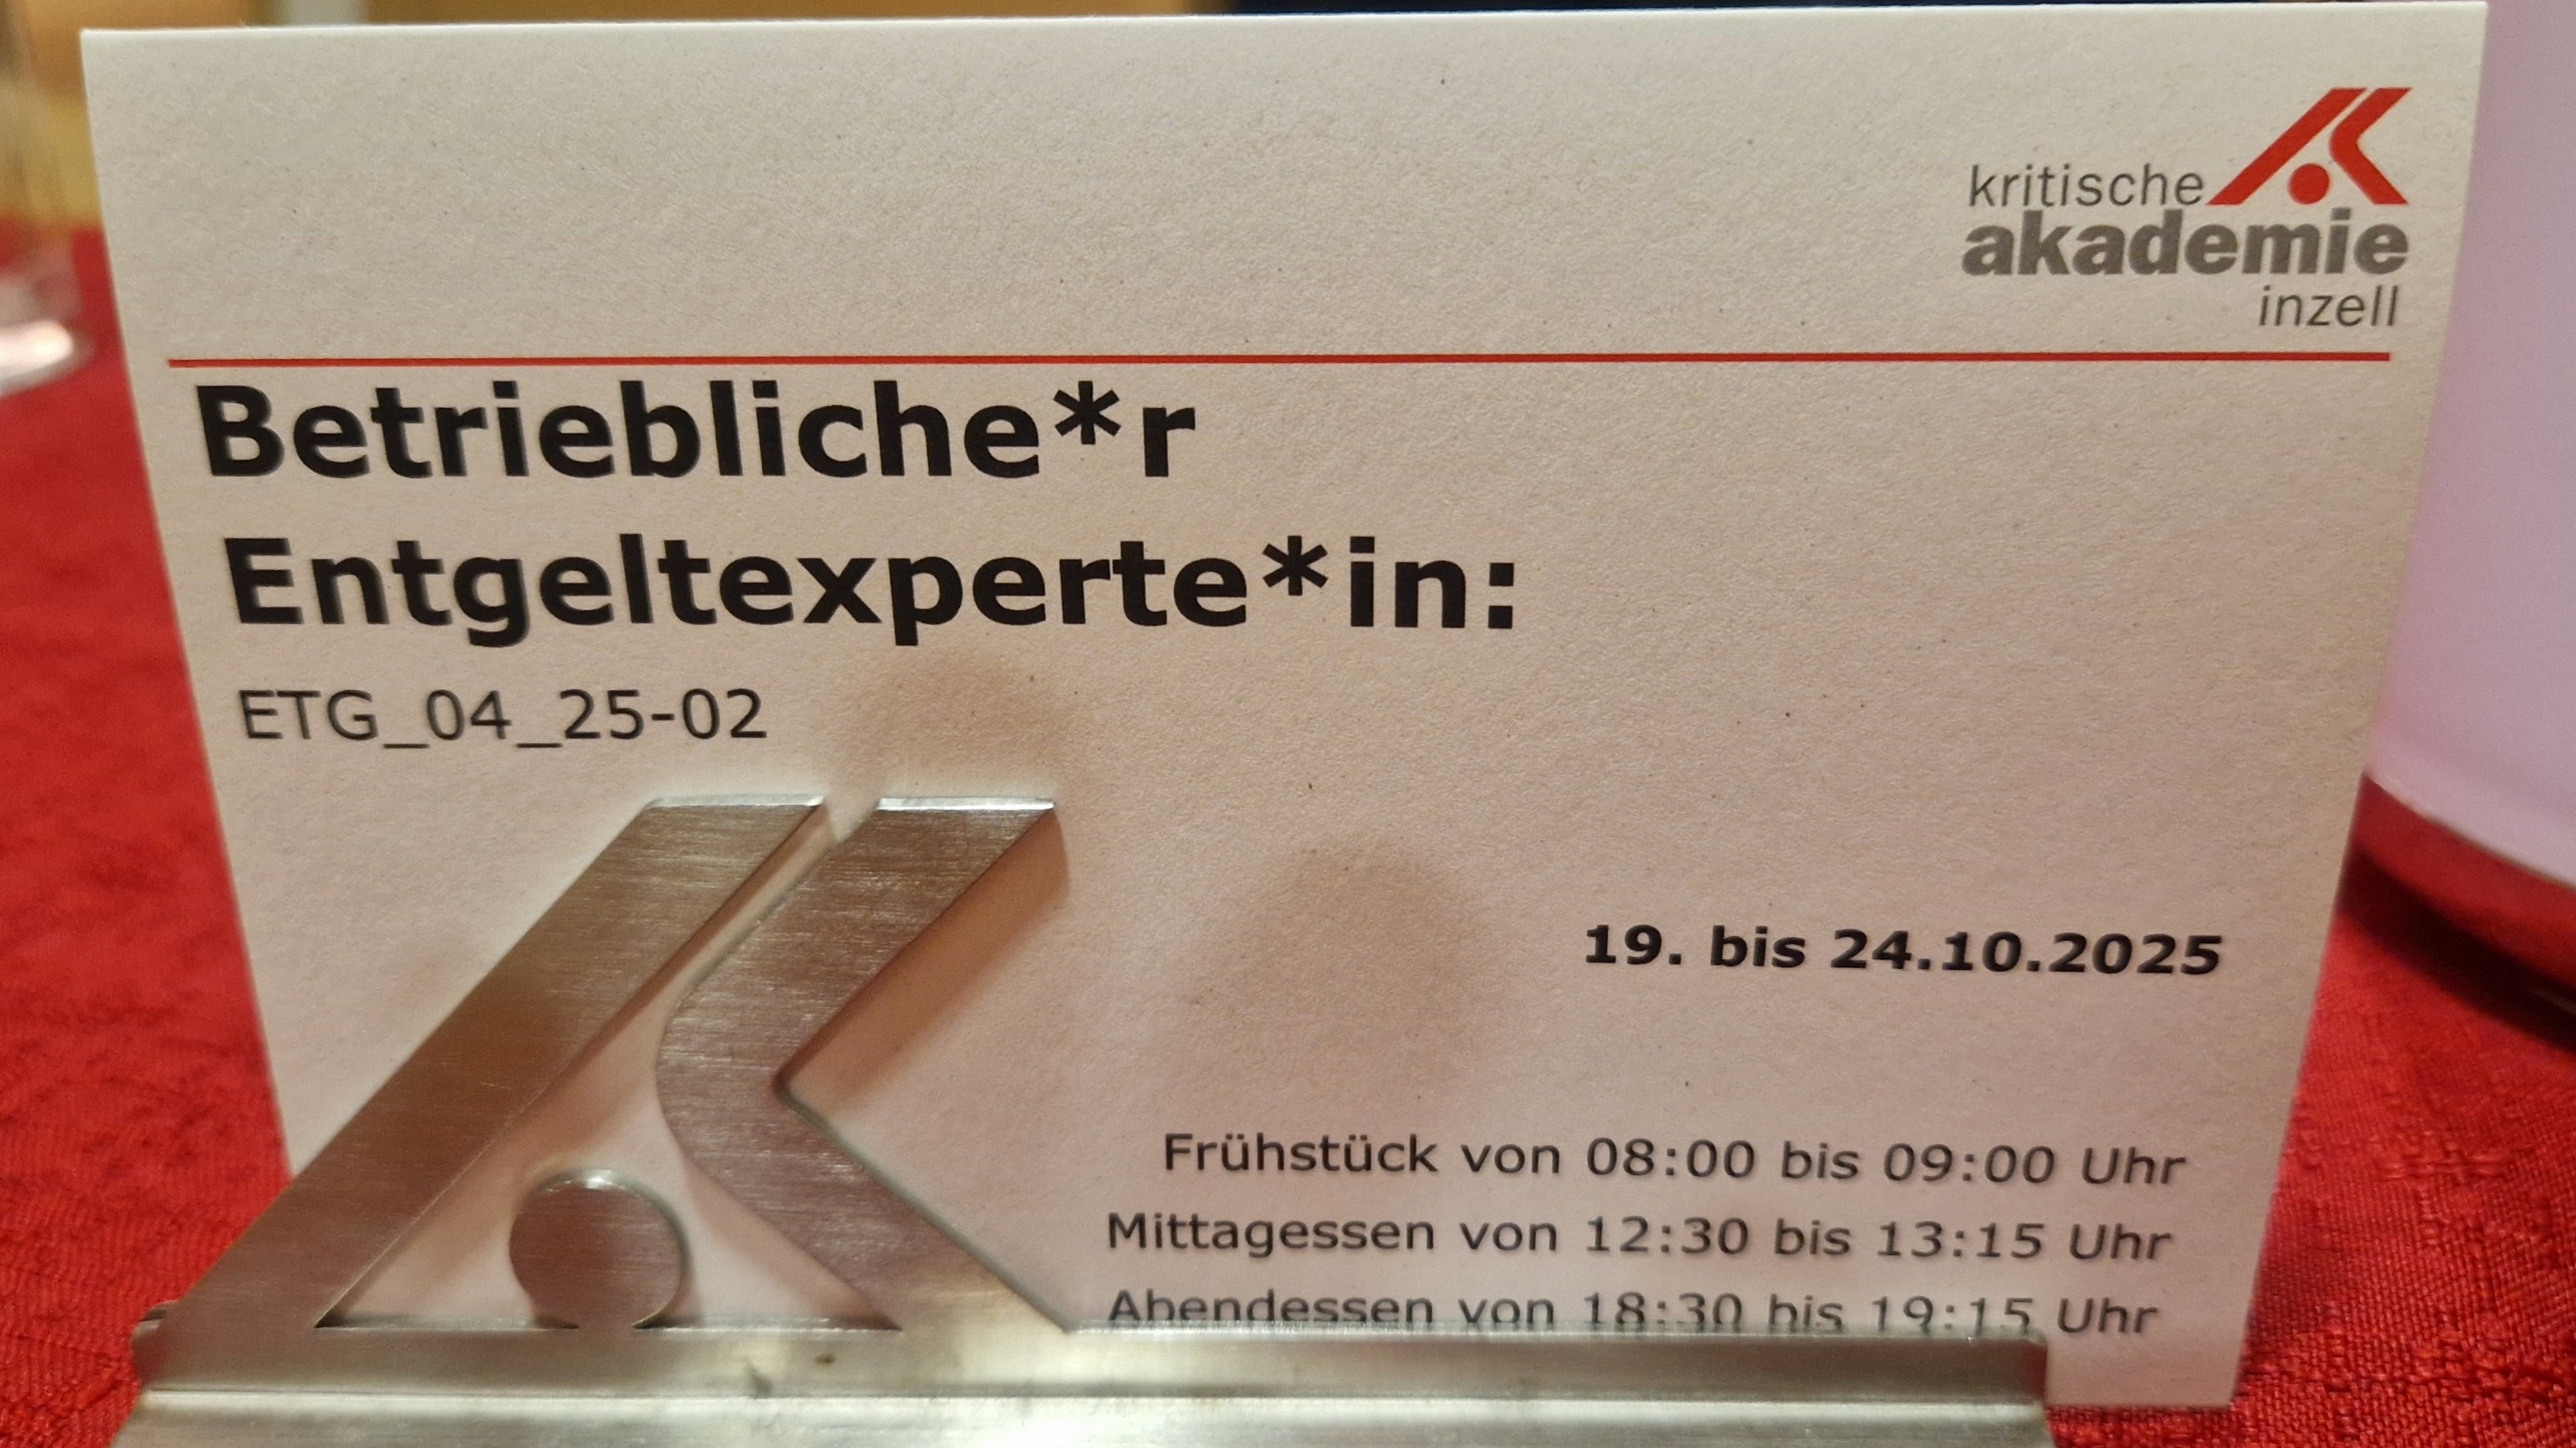 kritische
akademie
inzell
Betriebliche*r
Entgeltexperte*in:
ETG_04_25-02
19. bis 24.10.2025
Frühstück von 08:00 bis 09:00 Uhr
Mittagessen von 12:30 bis 13:15 Uhr
Abendessen von 18:30 bis 19:15 Uhr